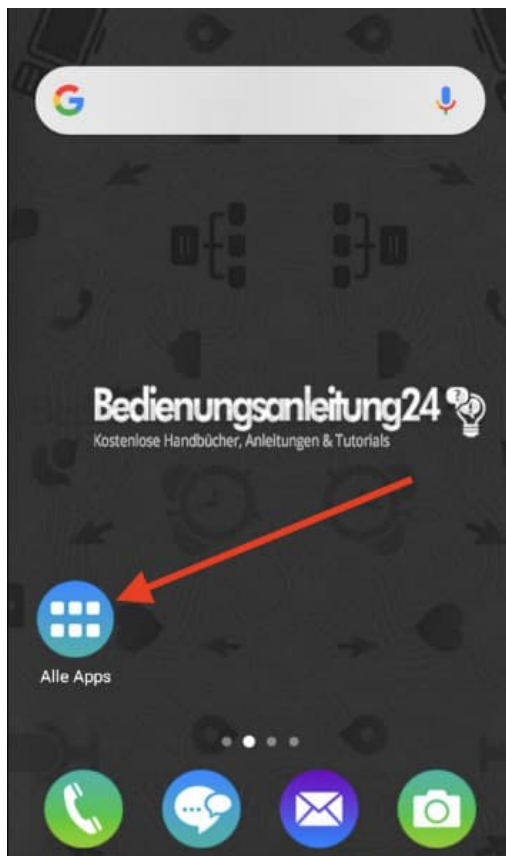 Bedienungsanleitung24
Kostenlose Handbücher, Anleitungen & Tutorials
Alle Apps